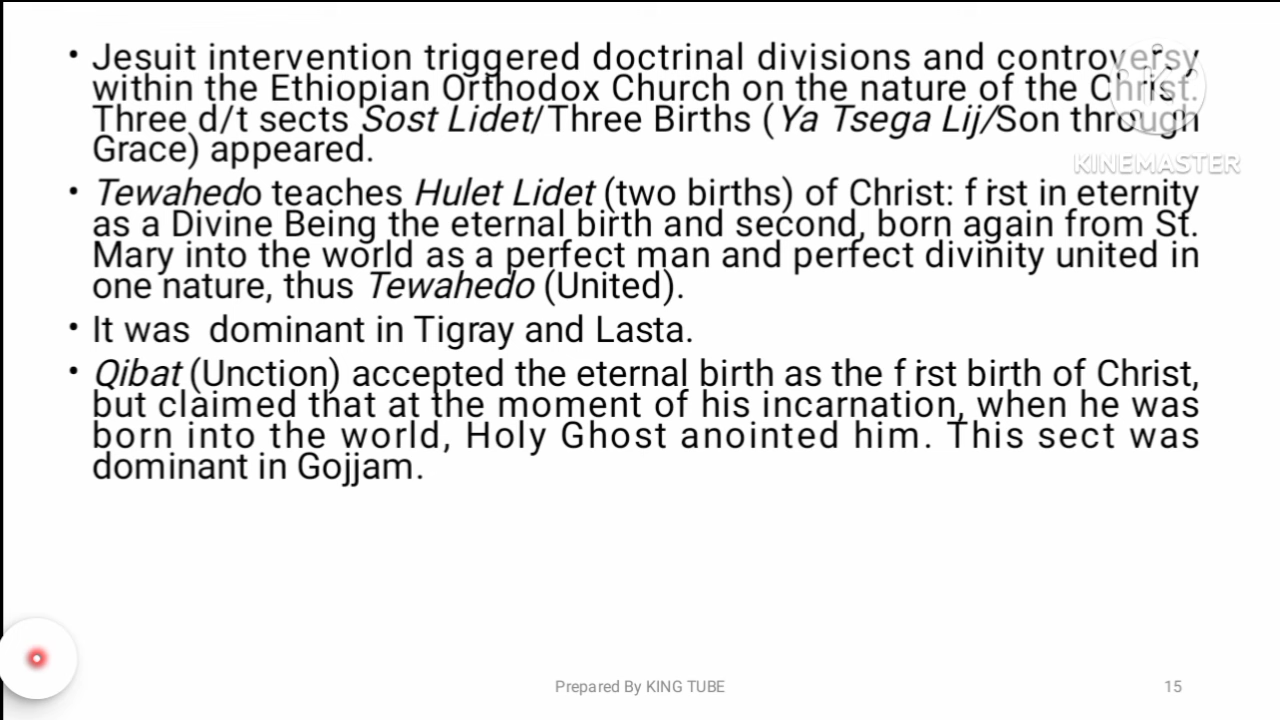 • Jesuit intervention triggered doctrinal divisions and controversy
within the Ethiopian Orthodox Church on the nature of the Christ.
Three d/t sects Sost Lidet/Three Births (Ya Tsega Lij/Son through
Grace) appeared.
• Tewahedo teaches Hulet Lidet (two births) of Christ: first in eternity
as a Divine Being the eternal birth and second, born again from St.
Mary into the world as a perfect man and perfect divinity united in
one nature, thus Tewahedo (United).
• It was dominant in Tigray and Lasta.
• Qibat (Unction) accepted the eternal birth as the first birth of Christ,
but claimed that at the moment of his incarnation, when he was
born into the world, Holy Ghost anointed him. This sect was
dominant in Gojjam.
KINEMASTER
Prepared By KING TUBE
15